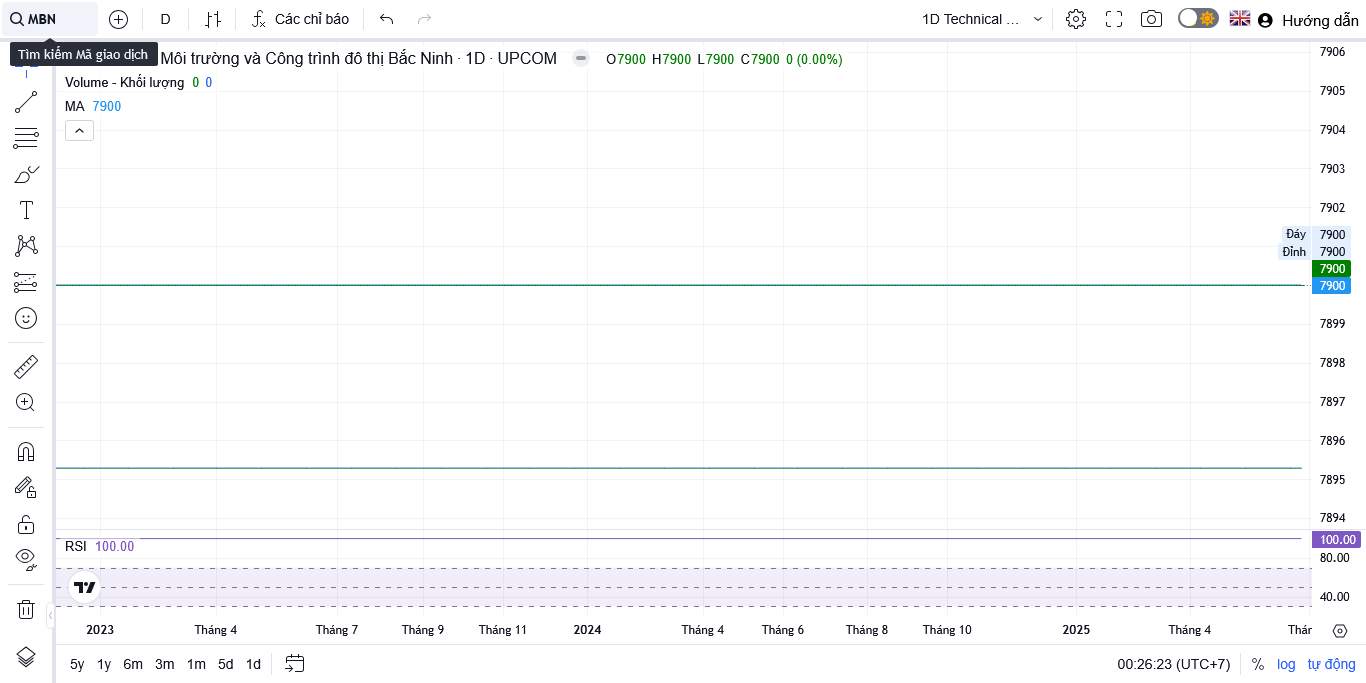 MBN
D
Các chỉ báo
1D Technical ...
Hướng dẫn
Tìm kiếm Mã giao dịch
Môi trường và Công trình đô thị Bắc Ninh · 1D · UPCOM
O7900 H7900 L7900 C7900 0 (0.00%)
Volume - Khối lượng 0 0
MA 7900
7906
7905
7904
7903
7902
Đáy 7900
Đỉnh 7900
7900
7900
7899
7898
7897
7896
7895
7894
RSI 100.00
100.00
80.00
40.00
2023 Tháng 4 Tháng 7 Tháng 9 Tháng 11 2024 Tháng 4 Tháng 6 Tháng 8 Tháng 10 2025 Tháng 4 Thár
5y 1y 6m 3m 1m 5d 1d
00:26:23 (UTC+7) % log tự động